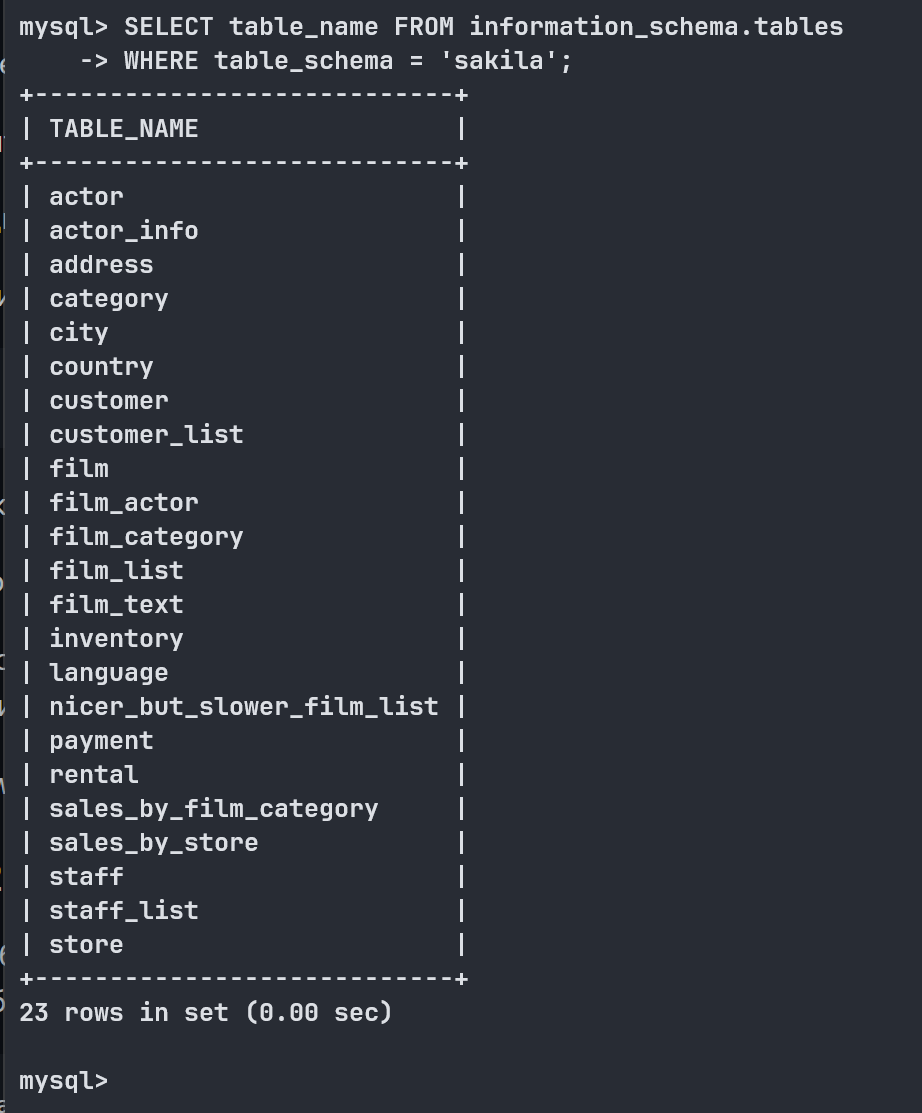 mysql> SELECT table_name FROM information_schema.tables
    -> WHERE table_schema = 'sakila';
+----------------------------+
| TABLE_NAME                 |
+----------------------------+
| actor                      |
| actor_info                 |
| address                    |
| category                   |
| city                       |
| country                    |
| customer                   |
| customer_list              |
| film                       |
| film_actor                 |
| film_category              |
| film_list                  |
| film_text                  |
| inventory                  |
| language                   |
| nicer_but_slower_film_list |
| payment                    |
| rental                     |
| sales_by_film_category     |
| sales_by_store             |
| staff                      |
| staff_list                 |
| store                      |
+----------------------------+
23 rows in set (0.00 sec)

mysql>